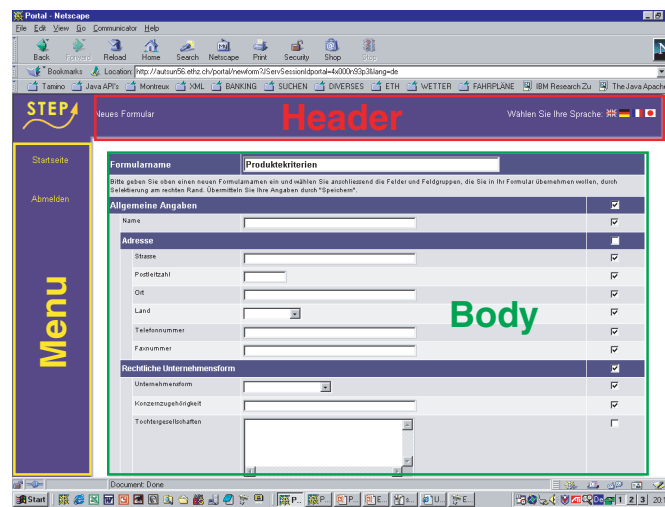 Portal - Netscape
File Edit View Go Communicator Help
Back Forward Reload Home Search Netscape Print Security Shop Stop
Bookmarks Location: http://autsun56.ethz.ch/portal/newform?JServSessionIdportal=4x000n93p3&lang=de
Tamino Java API's Montreux XML BANKING SUCHEN DIVERSES ETH WETTER FAHRPLÄNE IBM Research Zu The Java Apache
STEP
Neues Formular
Header
Wählen Sie Ihre Sprache:
Startseite
Abmelden
Menu
Formularname Produktekriterien
Bitte geben Sie oben einen neuen Formularnamen ein und wählen Sie anschliessend die Felder und Feldgruppen, die Sie in Ihr Formular übernehmen wollen, durch
Selektierung am rechten Rand. Übermitteln Sie Ihre Angaben durch "Speichern".
Allgemeine Angaben
Name
Adresse
Strasse
Postleitzahl
Ort
Land
Body
Telefonnummer
Faxnummer
Rechtliche Unternehmensform
Unternehmensform
Konzernzugehörigkeit
Tochtergesellschaften
Document: Done
Start P... P... P... E... s... U... E... 1 2 3